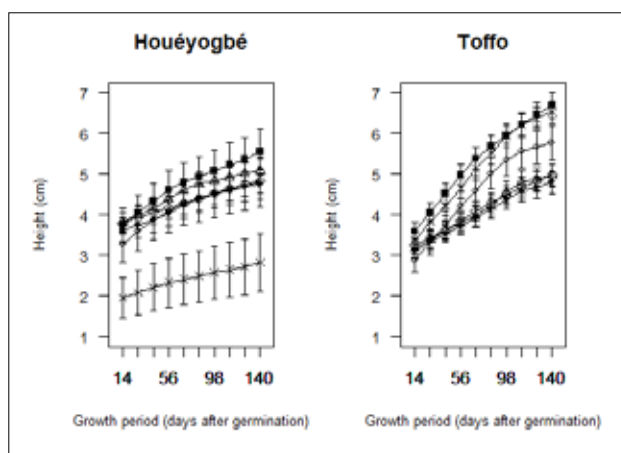 Houéyogbé
Toffo
Height (cm)
7
6
5
4
3
2
1
14 56 98 140
Growth period (days after germination)
Height (cm)
7
6
5
4
3
2
1
14 56 98 140
Growth period (days after germination)